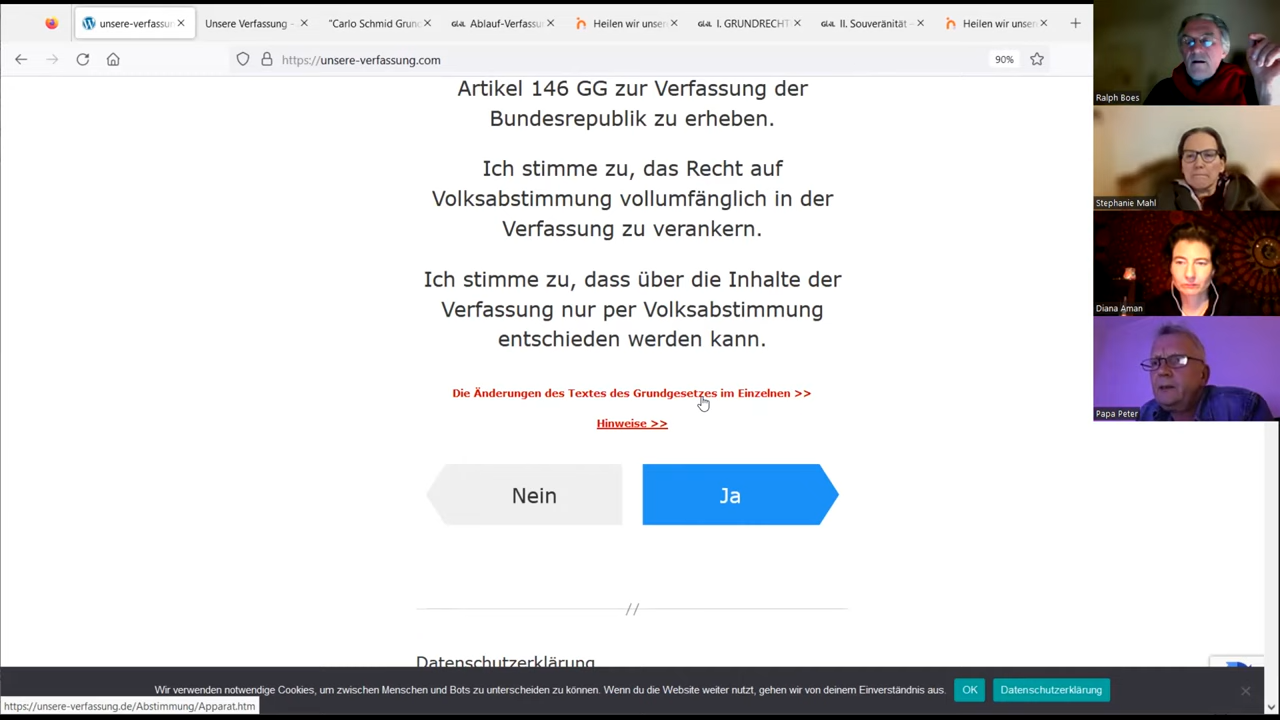 unsere-verfassun
Unsere Verfassung –
"Carlo Schmid Grun
Ablauf-Verfassu
Heilen wir unser
I. GRUNDRECHT
II. Souveränität
Heilen wir unser
https://unsere-verfassung.com
90%
Artikel 146 GG zur Verfassung der
Bundesrepublik zu erheben.
Ich stimme zu, das Recht auf
Volksabstimmung vollumfänglich in der
Verfassung zu verankern.
Ich stimme zu, dass über die Inhalte der
Verfassung nur per Volksabstimmung
entschieden werden kann.
Die Änderungen des Textes des Grundgesetzes im Einzelnen >>
Hinweise >>
Nein
Ja
//
Datenschutzerklärung
Wir verwenden notwendige Cookies, um zwischen Menschen und Bots zu unterscheiden zu können. Wenn du die Website weiter nutzt, gehen wir von deinem Einverständnis aus.
OK
Datenschutzerklärung
https://unsere-verfassung.de/Abstimmung/Apparat.htm
Ralph Boes
Stephanie Mahl
Diana Aman
Papa Peter